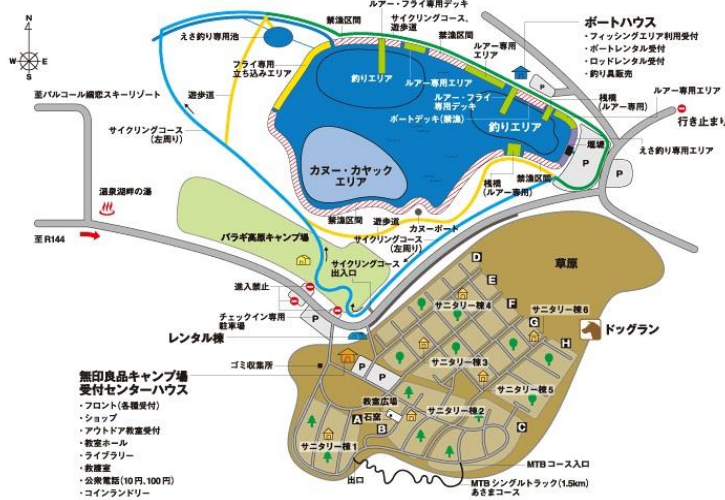 ルアー・フライ専用デッキ
禁漁区間
サイクリングコース、
遊歩道
禁漁区間
ルアー専用
エリア
えさ釣り専用池
フライ専用
立ち込みエリア
釣りエリア
ルアー専用エリア
ルアー・フライ
専用デッキ
ボートデッキ(禁漁)
釣りエリア
ボートハウス
・フィッシングエリア利用受付
・ボートレンタル受付
・ロッドレンタル受付
・釣り具販売
P
桟橋
(ルアー専用)
ルアー専用エリア
行き止まり
堰堤
P
P
えさ釣り専用エリア
N
W
E
S
至パルコール嬬恋スキーリゾート
遊歩道
サイクリングコース
(左周り)
カヌー・カヤック
エリア
桟橋
(ルアー専用)
禁漁区間
温泉湖畔の湯
至R144
禁漁区間
遊歩道
カヌーポート
サイクリングコース
(左周り)
バラギ高原キャンプ場
サイクリングコース
出入口
進入禁止
P
チェックイン専用
駐車場
P
レンタル棟
草原
D
E
F
G
H
サニタリー棟4
サニタリー棟6
ドッグラン
サニタリー棟3
サニタリー棟5
ゴミ収集所
P
P
教室広場
石窯
A
B
C
サニタリー棟2
サニタリー棟1
出口
MTBコース入口
MTBシングルトラック(1.5km)
あさまコース
無印良品キャンプ場
受付センターハウス
・フロント(各種受付)
・ショップ
・アウトドア教室受付
・教室ホール
・ライブラリー
・救護室
・公衆電話(10円、100円)
・コインランドリー